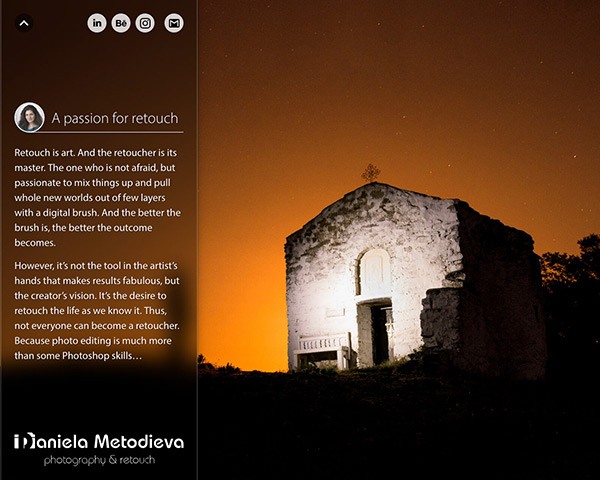 in Bē
A passion for retouch
Retouch is art. And the retoucher is its
master. The one who is not afraid, but
passionate to mix things up and pull
whole new worlds out of few layers
with a digital brush. And the better the
brush is, the better the outcome
becomes.
However, it's not the tool in the artist's
hands that makes results fabulous, but
the creator's vision. It's the desire to
retouch the life as we know it. Thus,
not everyone can become a retoucher.
Because photo editing is much more
than some Photoshop skills…
Daniela Metodieva
photography & retouch